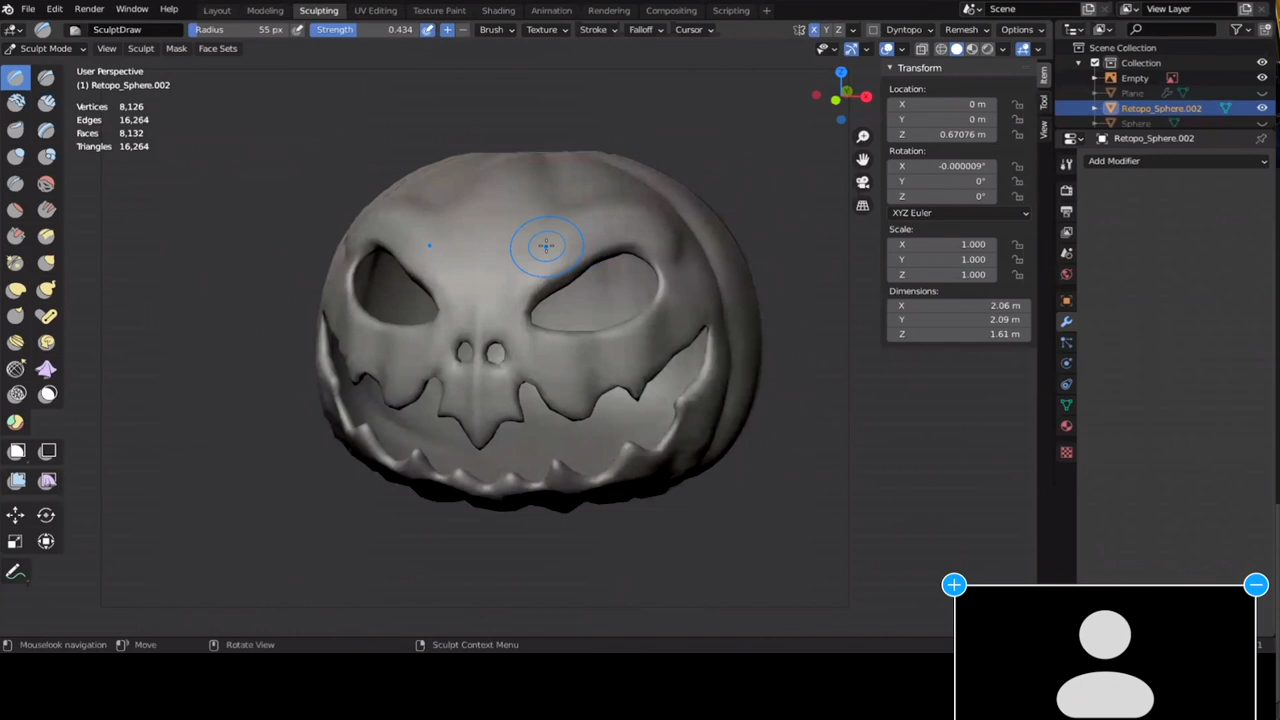 File Edit Render Window Help Layout Modeling Sculpting UV Editing Texture Paint Shading Animation Rendering Compositing Scripting + Scene View Layer
SculptDraw Radius 55 px Strength 0.434 Brush Texture Stroke Falloff Cursor X Y Z Dyntopo Remesh Options
Sculpt Mode View Sculpt Mask Face Sets
User Perspective
(1) Retopo_Sphere.002
Vertices 8,126
Edges 16,264
Faces 8,132
Triangles 16,264
Z
X
Transform
Location:
X 0 m
Y 0 m
Z 0.67076 m
Rotation:
X -0.000009°
Y 0°
Z 0°
XYZ Euler
Scale:
X 1.000
Y 1.000
Z 1.000
Dimensions:
X 2.06 m
Y 2.09 m
Z 1.61 m
Item
Tool
View
Scene Collection
Collection
Empty
Plane
Retopo_Sphere.002
Sphere
Retopo_Sphere.002
Add Modifier
Mouselook navigation Move Rotate View Sculpt Context Menu